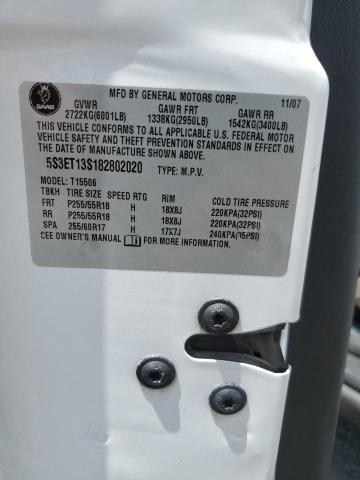 SAAB
MFD BY GENERAL MOTORS CORP. 11/07
GVWR GAWR FRT GAWR RR
2722KG(6001LB) 1338KG(2950LB) 1542KG(3400LB)
THIS VEHICLE CONFORMS TO ALL APPLICABLE U.S. FEDERAL MOTOR
VEHICLE SAFETY AND THEFT PREVENTION STANDARDS IN EFFECT ON
THE DATE OF MANUFACTURE SHOWN ABOVE.
5S3ET13S182802020 TYPE: M.P.V.
MODEL: T15506
TBKH TIRE SIZE SPEED RTG RIM COLD TIRE PRESSURE
FRT P255/55R18 H 18X8J 220KPA(32PSI)
RR P255/55R18 H 18X8J 220KPA(32PSI)
SPA 255/60R17 H 17X7J 240KPA(35PSI)
SEE OWNER'S MANUAL FOR MORE INFORMATION.